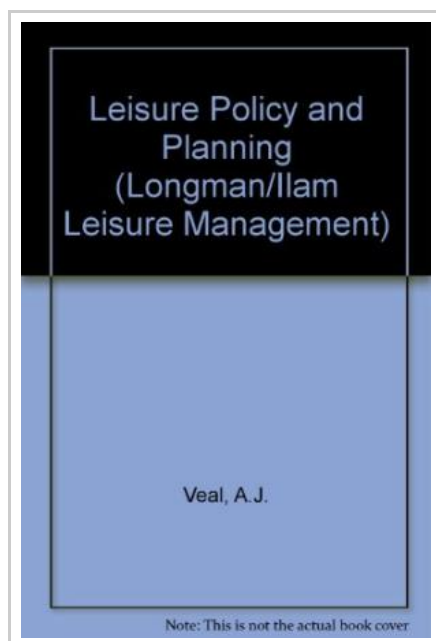 Leisure Policy and
Planning
(Longman/Ilam
Leisure Management)
Veal, A.J.
Note: This is not the actual book cover